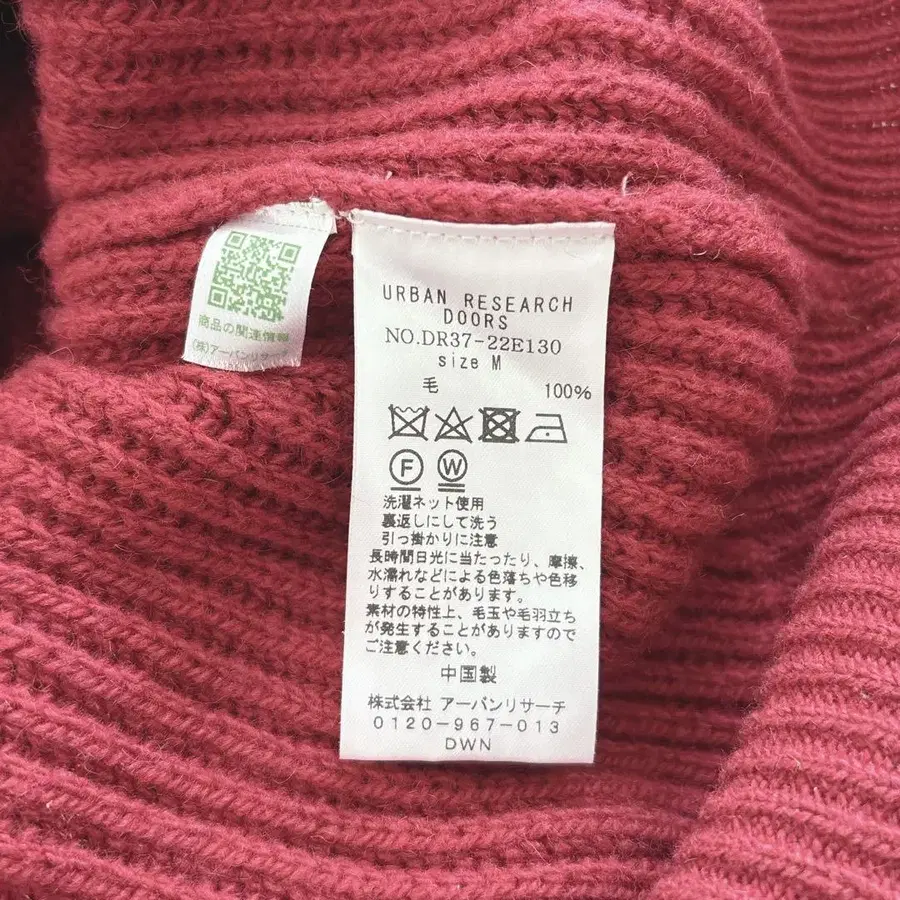 商品の関連情報
(株)アーバンリサーチ
URBAN RESEARCH
DOORS
NO.DR37-22E130
size M
毛 100%
F W
洗濯ネット使用
裏返しにして洗う
引っ掛かりに注意
長時間日光に当たったり、摩擦、
水濡れなどによる色落ちや色移
りすることがあります。
素材の特性上、毛玉や毛羽立ち
が発生することがありますので
ご注意ください。
中国製
株式会社 アーバンリサーチ
0120-967-013
DWN